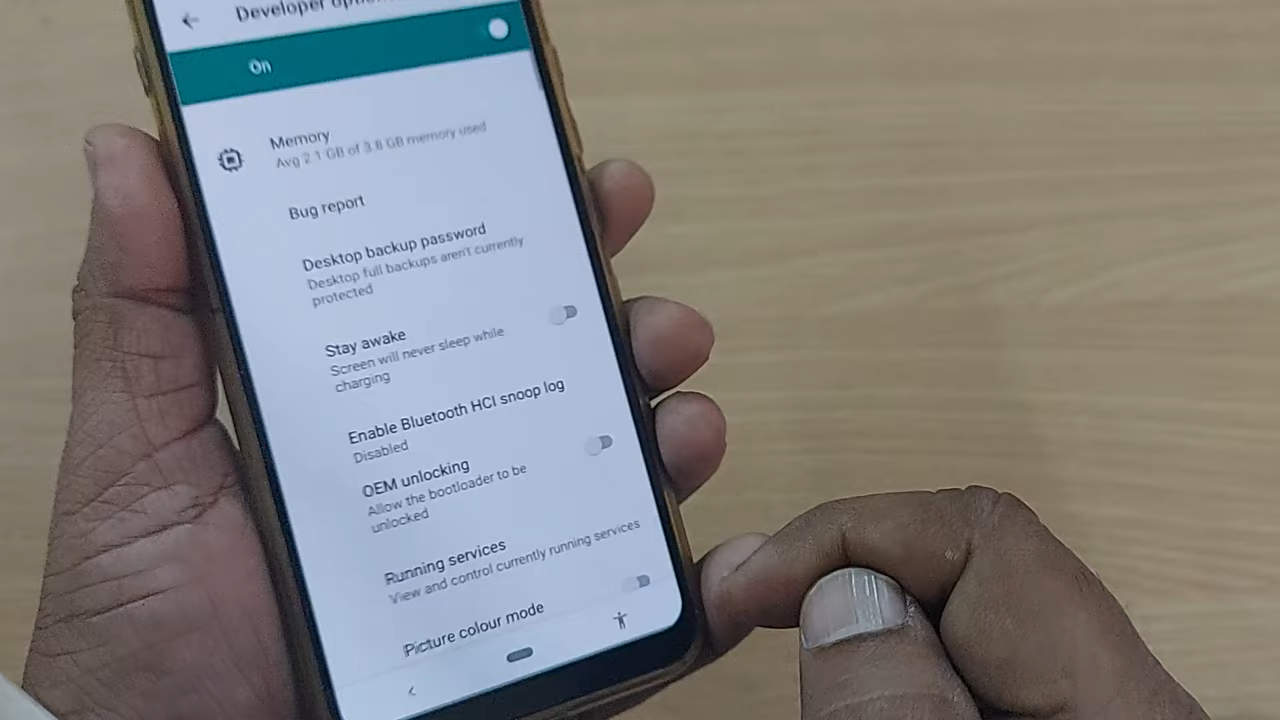 Developer
On
Memory
Avg 2.1 GB of 3.8 GB memory used
Bug report
Desktop backup password
Desktop full backups aren't currently
protected
Stay awake
Screen will never sleep while
charging
Enable Bluetooth HCI snoop log
Disabled
OEM unlocking
Allow the bootloader to be
unlocked
Running services
View and control currently running services
Picture colour mode